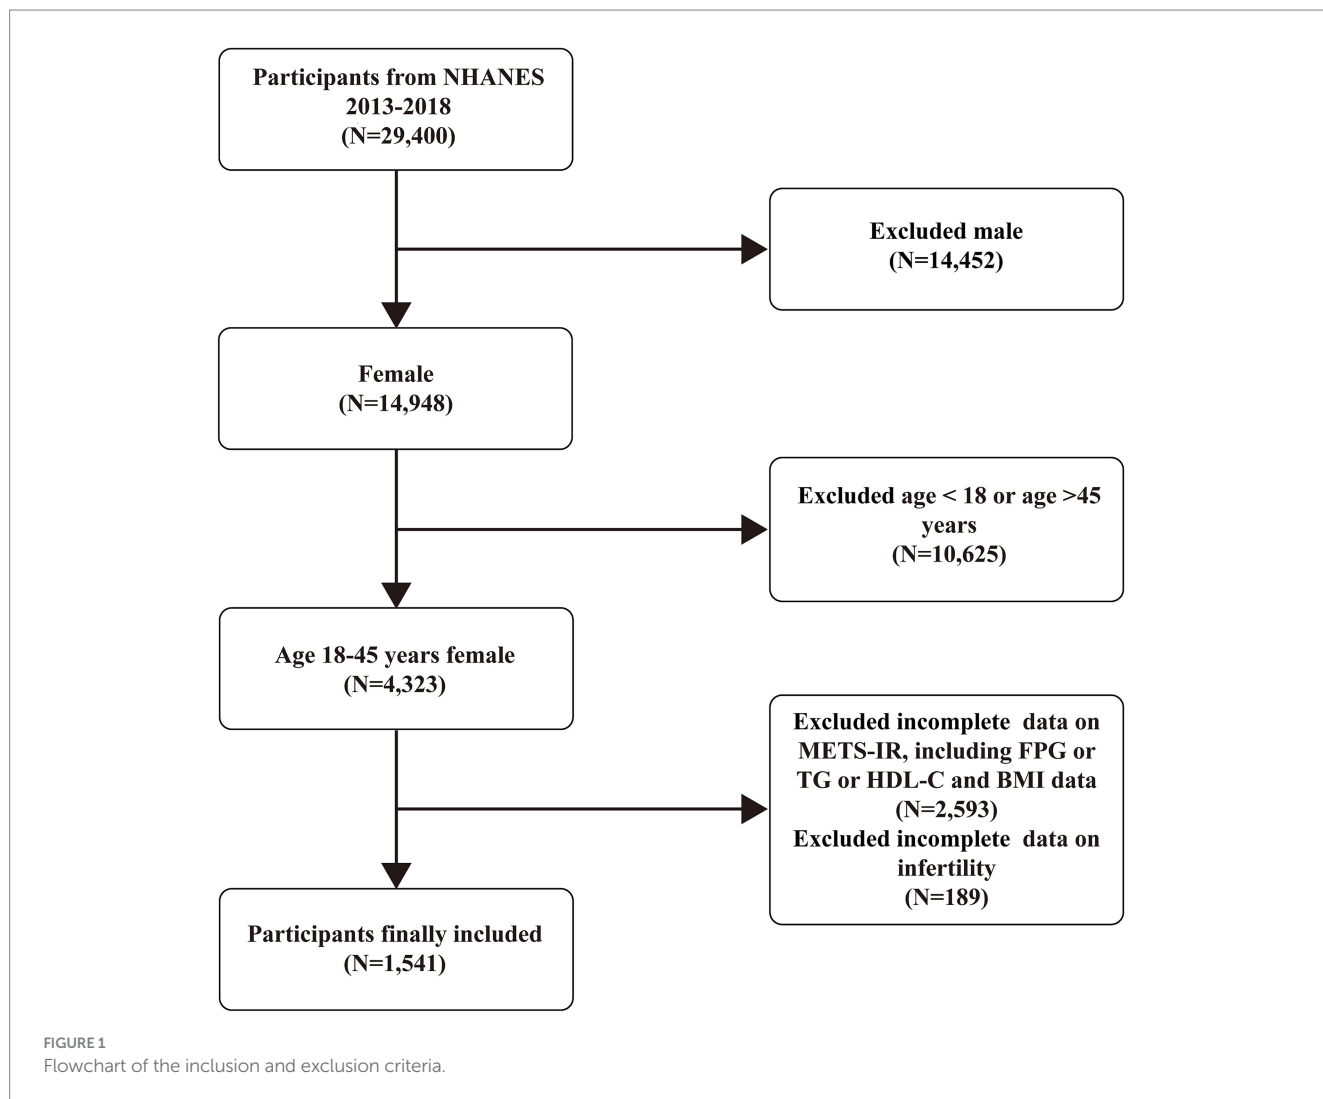 Participants from NHANES
2013-2018
(N=29,400)
Excluded male
(N=14,452)
Female
(N=14,948)
Excluded age < 18 or age >45
years
(N=10,625)
Age 18-45 years female
(N=4,323)
Excluded incomplete data on
METS-IR, including FPG or
TG or HDL-C and BMI data
(N=2,593)
Excluded incomplete data on
infertility
(N=189)
Participants finally included
(N=1,541)
FIGURE 1
Flowchart of the inclusion and exclusion criteria.